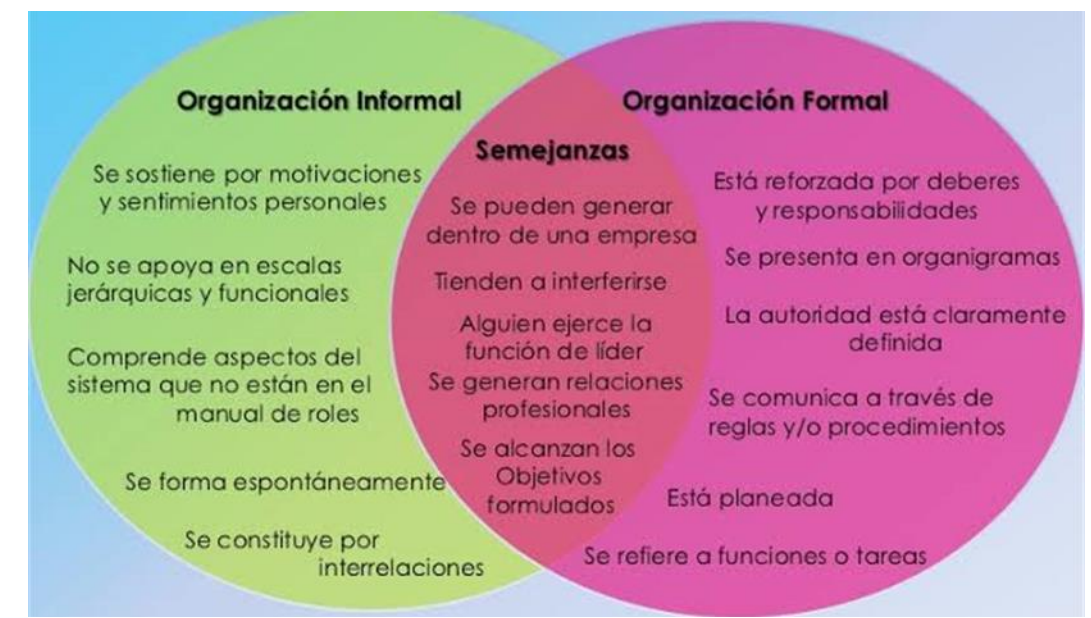 Organización Informal
Se sostiene por motivaciones
y sentimientos personales
No se apoya en escalas
jerárquicas y funcionales
Comprende aspectos del
sistema que no están en el
manual de roles
Se forma espontáneamente
Se constituye por
interrelaciones
Semejanzas
Se pueden generar
dentro de una empresa
Tienden a interferirse
Alguien ejerce la
función de líder
Se generan relaciones
profesionales
Se alcanzan los
Objetivos
formulados
Organización Formal
Está reforzada por deberes
y responsabilidades
Se presenta en organigramas
La autoridad está claramente
definida
Se comunica a través de
reglas y/o procedimientos
Está planeada
Se refiere a funciones o tareas